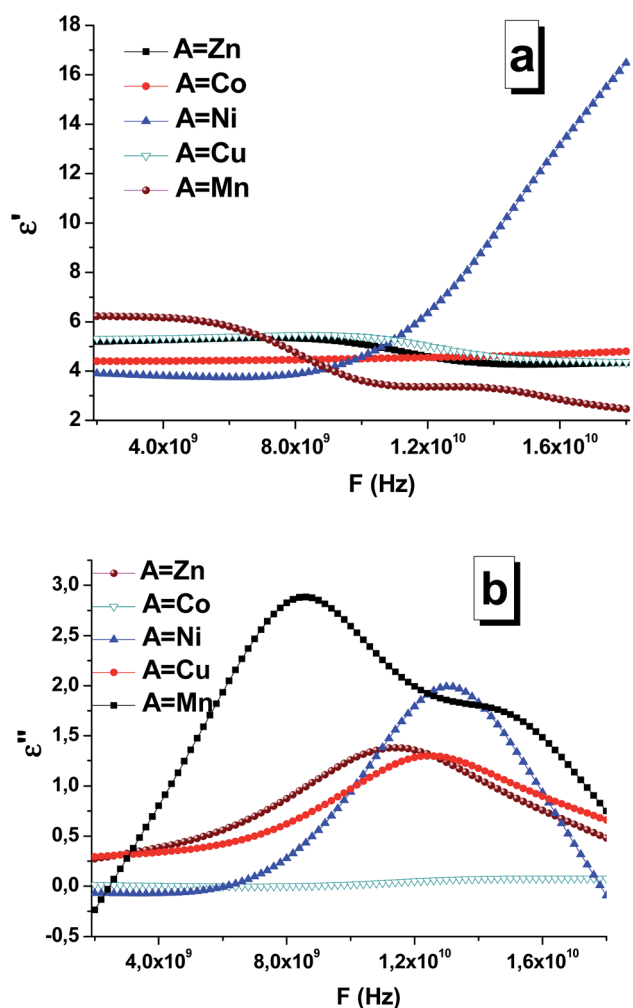 18
16
14
12
10
8
6
4
2
ε'
A=Zn
A=Co
A=Ni
A=Cu
A=Mn
a
4.0x10⁹
8.0x10⁹
1.2x10¹⁰
1.6x10¹⁰
F (Hz)
3,0
2,5
2,0
1,5
1,0
0,5
0,0
-0,5
ε''
A=Zn
A=Co
A=Ni
A=Cu
A=Mn
b
4,0x10⁹
8,0x10⁹
1,2x10¹⁰
1,6x10¹⁰
F (Hz)